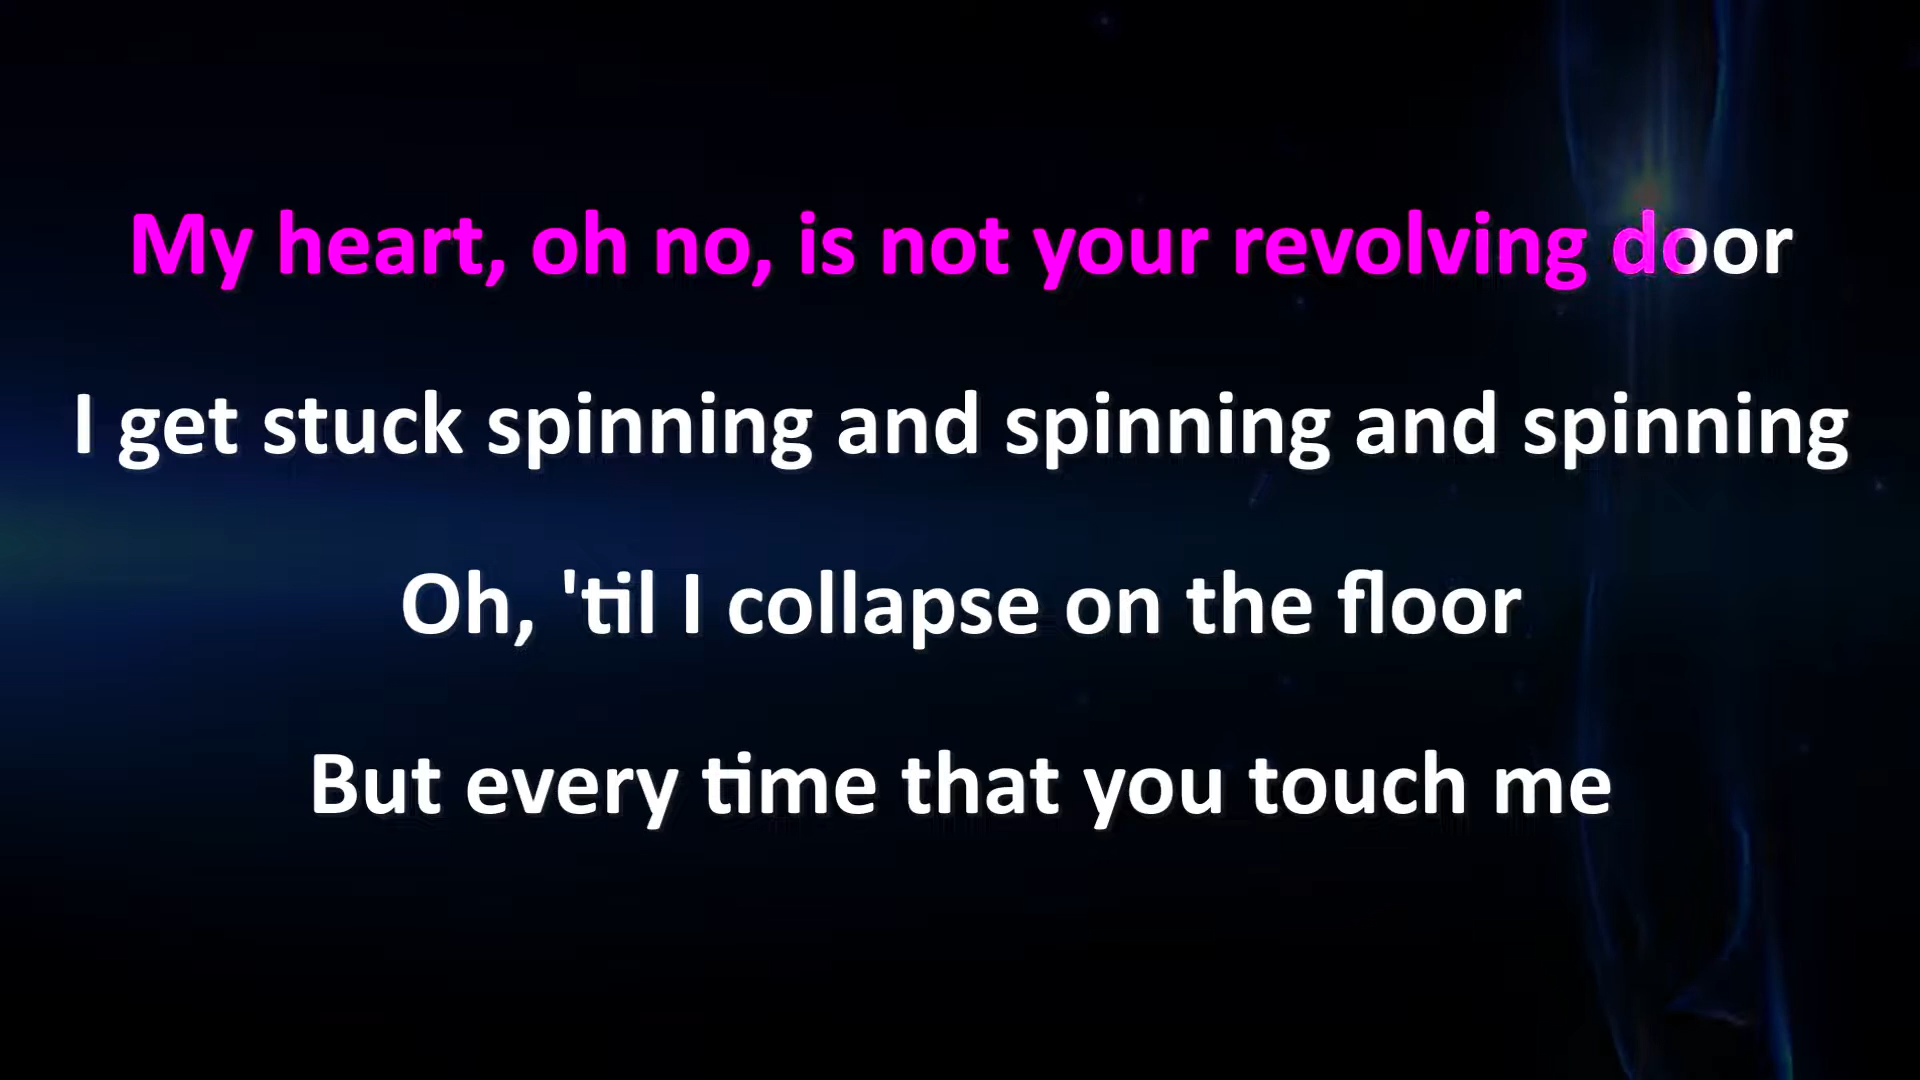 My heart, oh no, is not your revolving door
I get stuck spinning and spinning and spinning
Oh, 'til I collapse on the floor
But every time that you touch me